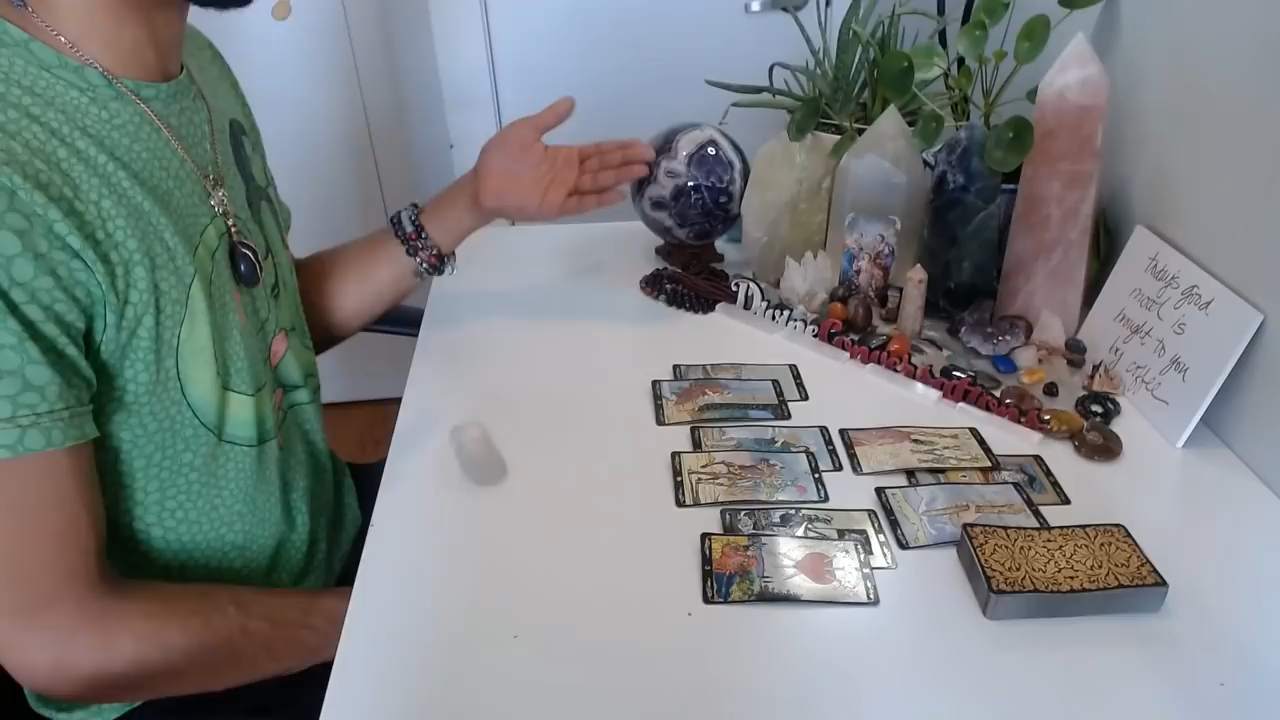 Divine Conversations
today's good
mood is
brought to you
by coffee